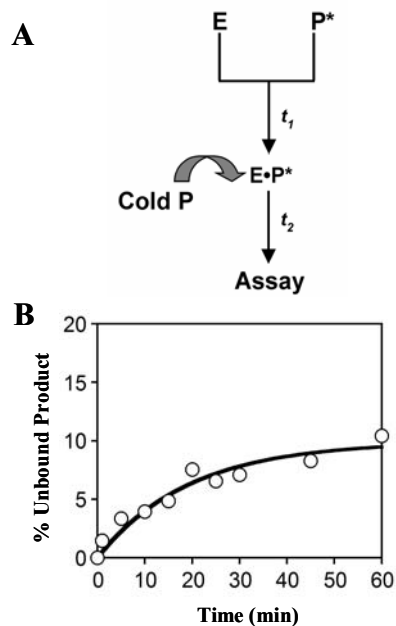 A
E P*
t1
E•P*
Cold P
t2
Assay
B
% Unbound Product
20
15
10
5
0
0 10 20 30 40 50 60
Time (min)